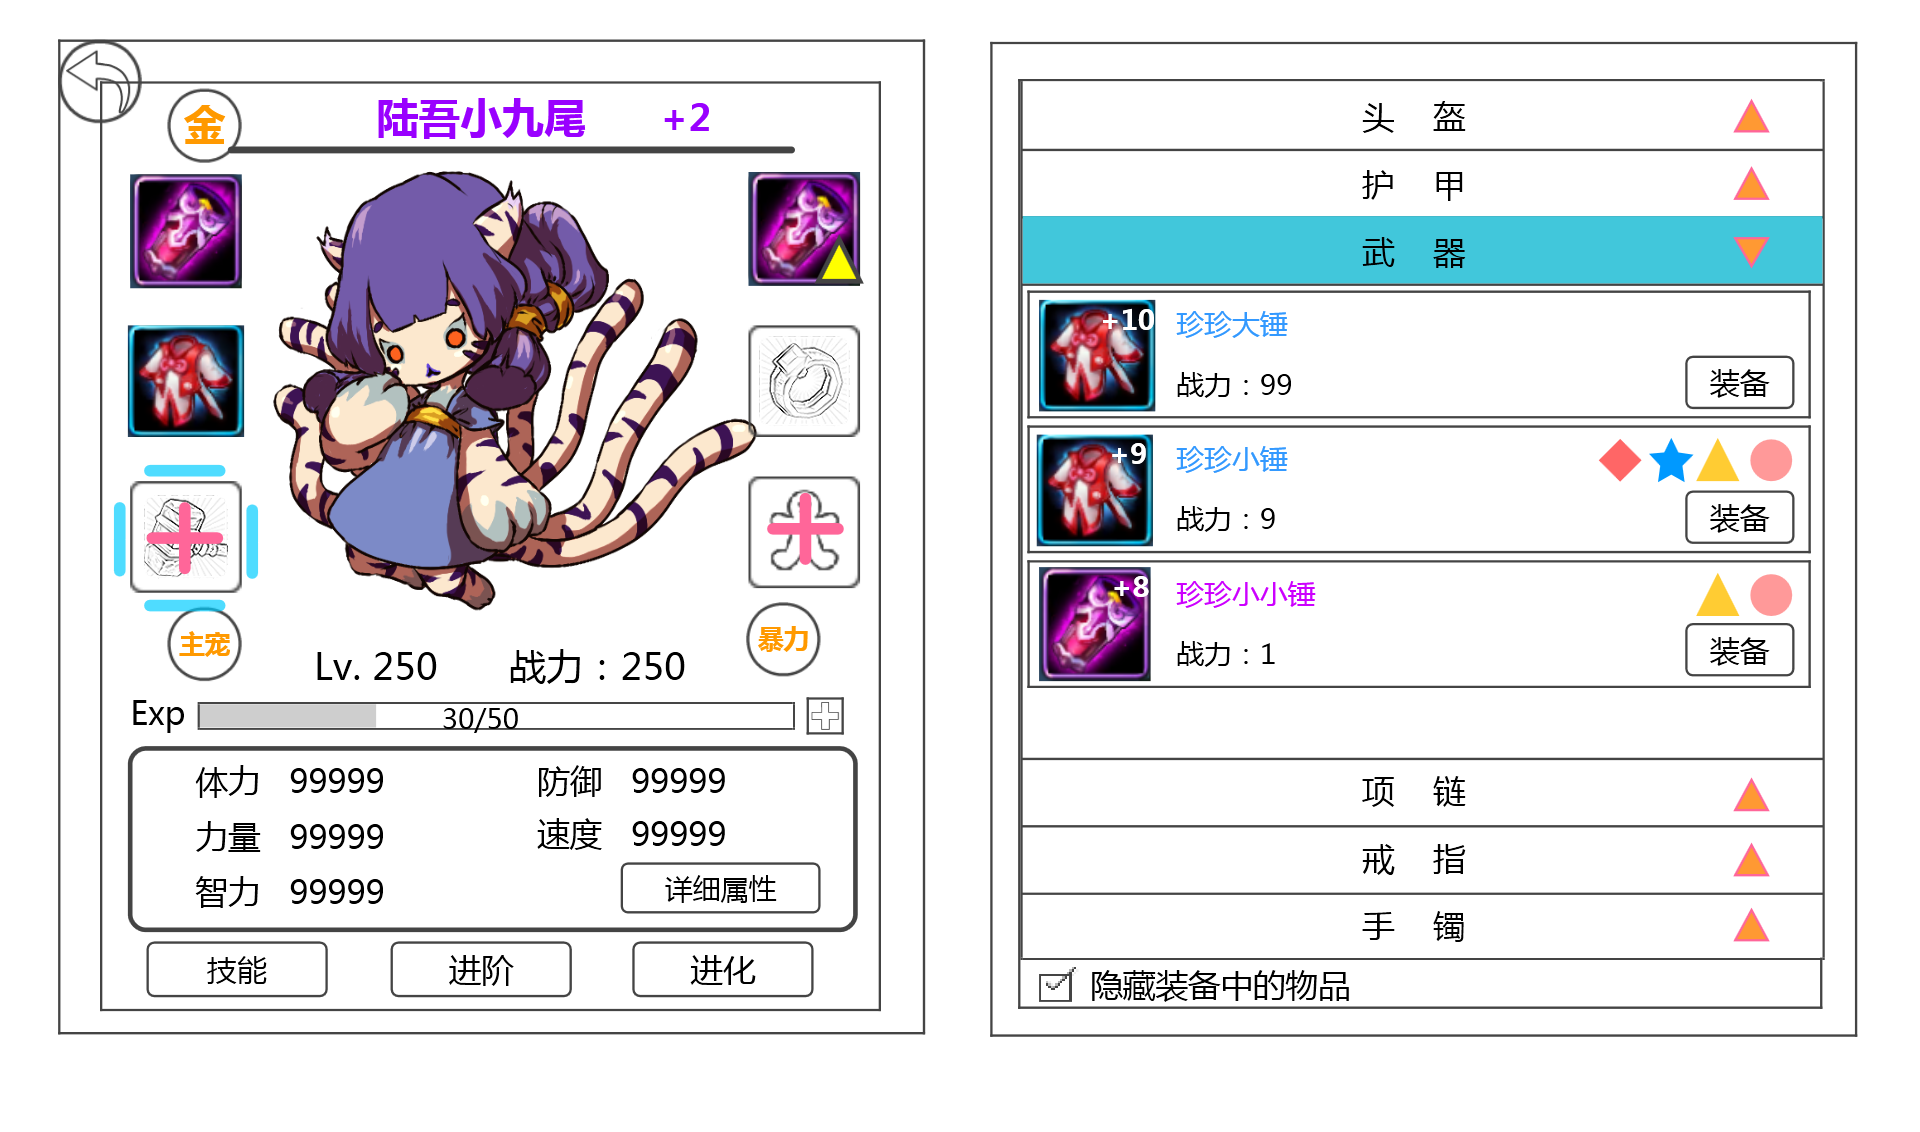 金
陆吾小九尾 +2
主宠
暴力
Lv. 250 战力：250
Exp 30/50
体力 99999 防御 99999
力量 99999 速度 99999
智力 99999
详细属性
技能 进阶 进化
头 盔
护 甲
武 器
+10 珍珍大锤
战力：99 装备
+9 珍珍小锤
战力：9 装备
+8 珍珍小小锤
战力：1 装备
项 链
戒 指
手 镯
隐藏装备中的物品